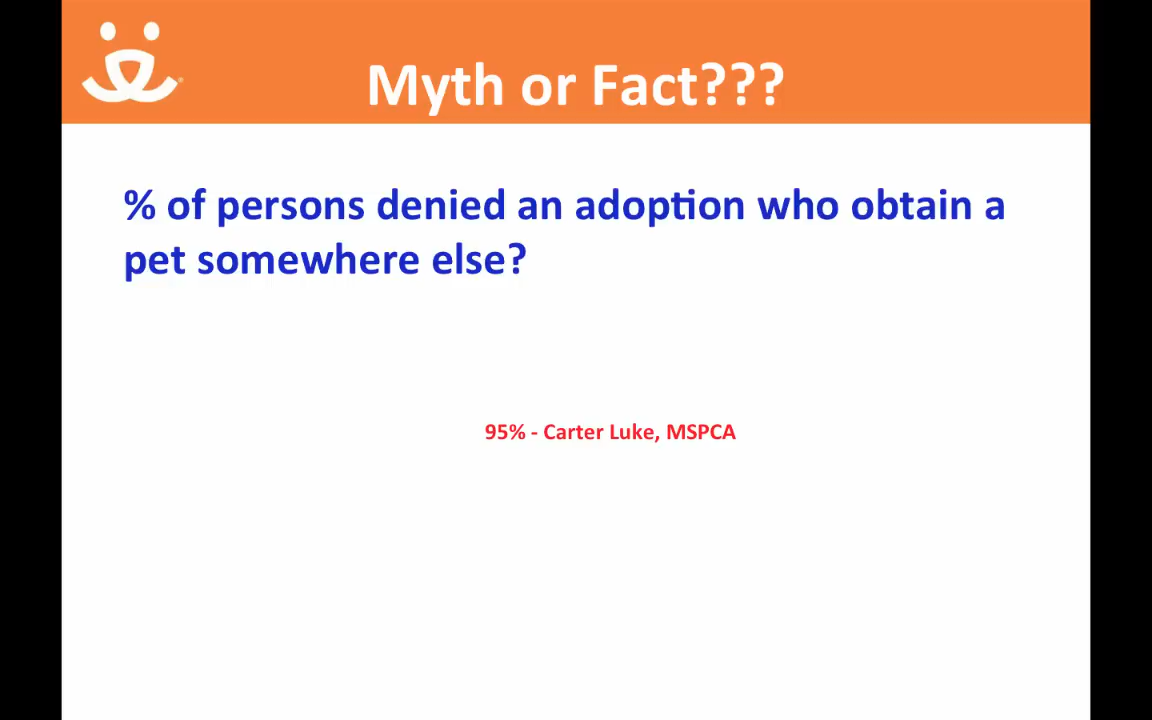 Myth or Fact???
% of persons denied an adoption who obtain a
pet somewhere else?
95% - Carter Luke, MSPCA